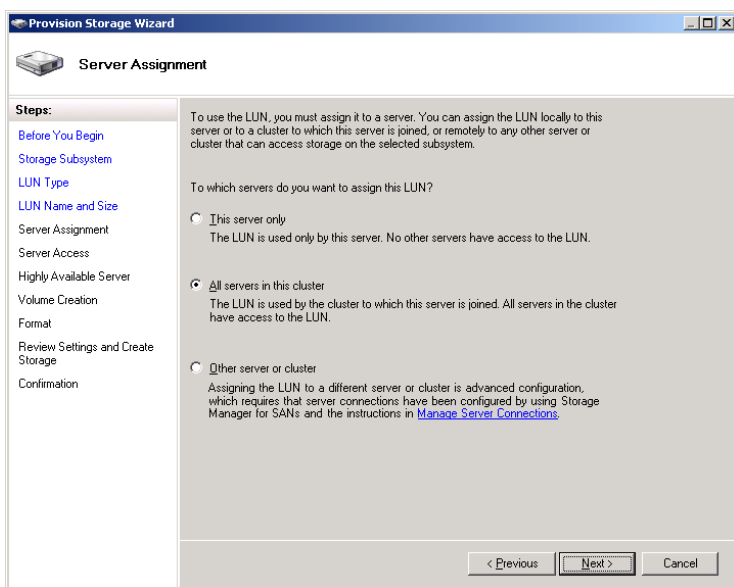 Provision Storage Wizard
Server Assignment
Steps:
Before You Begin
Storage Subsystem
LUN Type
LUN Name and Size
Server Assignment
Server Access
Highly Available Server
Volume Creation
Format
Review Settings and Create
Storage
Confirmation
To use the LUN, you must assign it to a server. You can assign the LUN locally to this
server or to a cluster to which this server is joined, or remotely to any other server or
cluster that can access storage on the selected subsystem.
To which servers do you want to assign this LUN?
This server only
The LUN is used only by this server. No other servers have access to the LUN.
All servers in this cluster
The LUN is used by the cluster to which this server is joined. All servers in the cluster
have access to the LUN.
Other server or cluster
Assigning the LUN to a different server or cluster is advanced configuration,
which requires that server connections have been configured by using Storage
Manager for SANs and the instructions in Manage Server Connections.
< Previous
Next >
Cancel